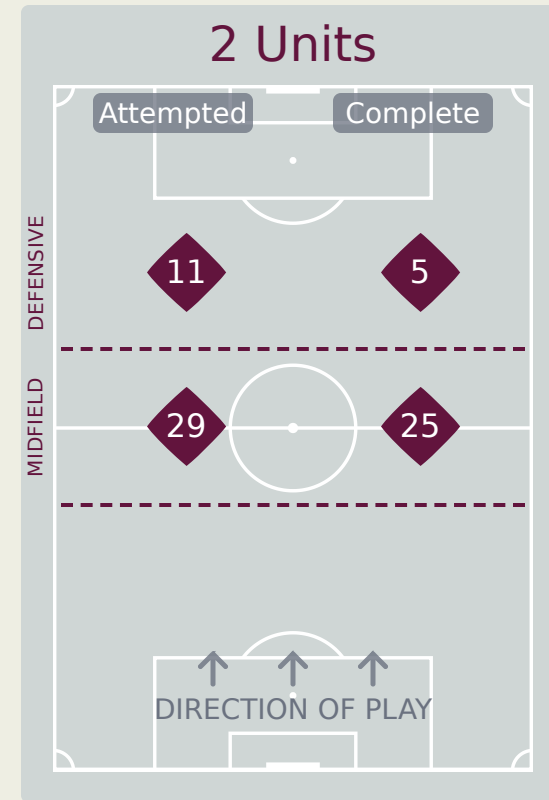 2 Units
Attempted
Complete
DEFENSIVE
11
5
MIDFIELD
29
25
DIRECTION OF PLAY